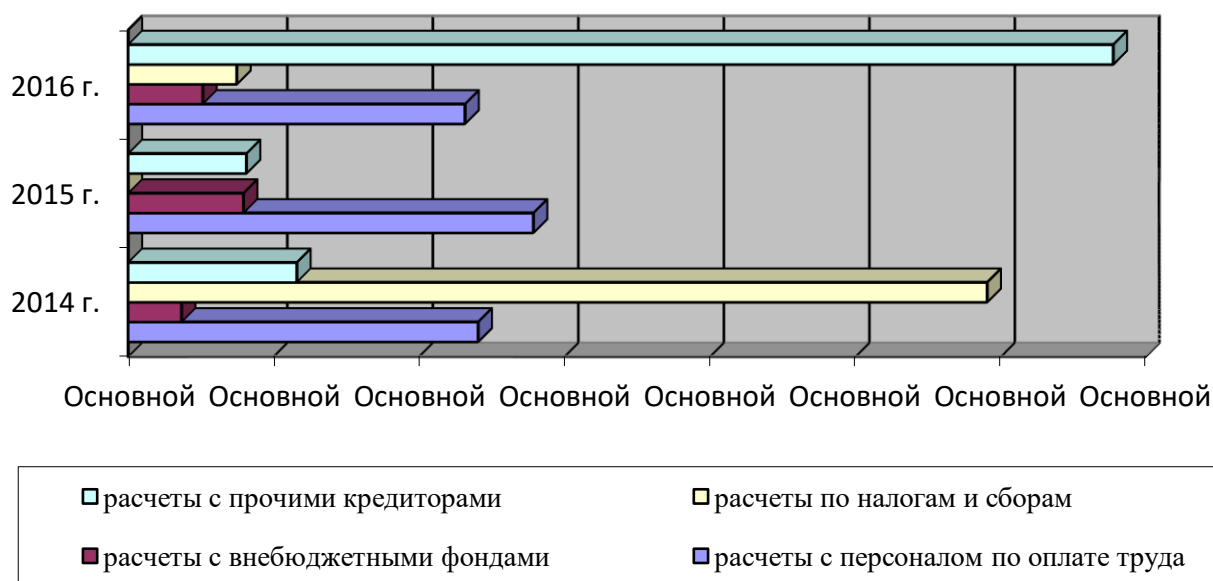 2016 г.
2015 г.
2014 г.
Основной Основной Основной Основной Основной Основной Основной Основной
расчеты с прочими кредиторами расчеты по налогам и сборам
расчеты с внебюджетными фондами расчеты с персоналом по оплате труда